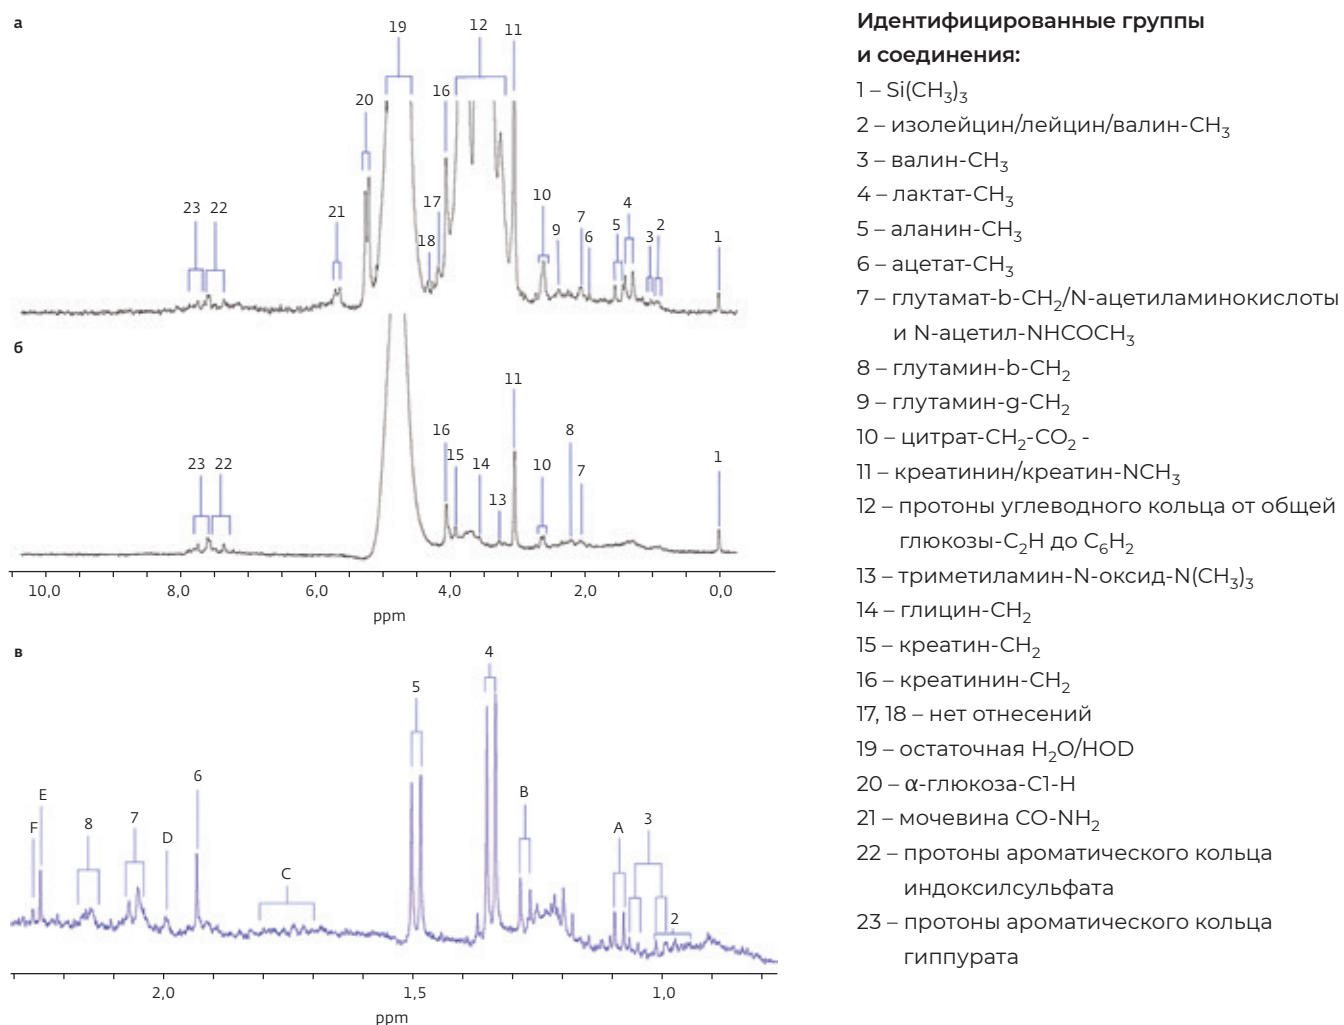 а
19
12
11
20
16
23
22
21
17
18
10
9
7
6
5
4
3
2
1
б
11
16
15
14
13
10
8
7
23
22
1
10,0
8,0
6,0
4,0
2,0
0,0
ppm
в
4
5
6
B
E
F
8
7
D
C
A
3
2
2,0
1,5
1,0
ppm
Идентифицированные группы
и соединения:
1 – Si(CH₃)₃
2 – изолейцин/лейцин/валин-CH₃
3 – валин-CH₃
4 – лактат-CH₃
5 – аланин-CH₃
6 – ацетат-CH₃
7 – глутамат-b-CH₂/N-ацетиламинокислоты
и N-ацетил-NHCOCH₃
8 – глутамин-b-CH₂
9 – глутамин-g-CH₂
10 – цитрат-CH₂-CO₂ -
11 – креатинин/креатин-NCH₃
12 – протоны углеводного кольца от общей
глюкозы-C₂H до C₆H₂
13 – триметиламин-N-оксид-N(CH₃)₃
14 – глицин-CH₂
15 – креатин-CH₂
16 – креатинин-CH₂
17, 18 – нет отнесений
19 – остаточная H₂O/HOD
20 – α-глюкоза-C1-H
21 – мочевина CO-NH₂
22 – протоны ароматического кольца
индоксилсульфата
23 – протоны ароматического кольца
гиппурата